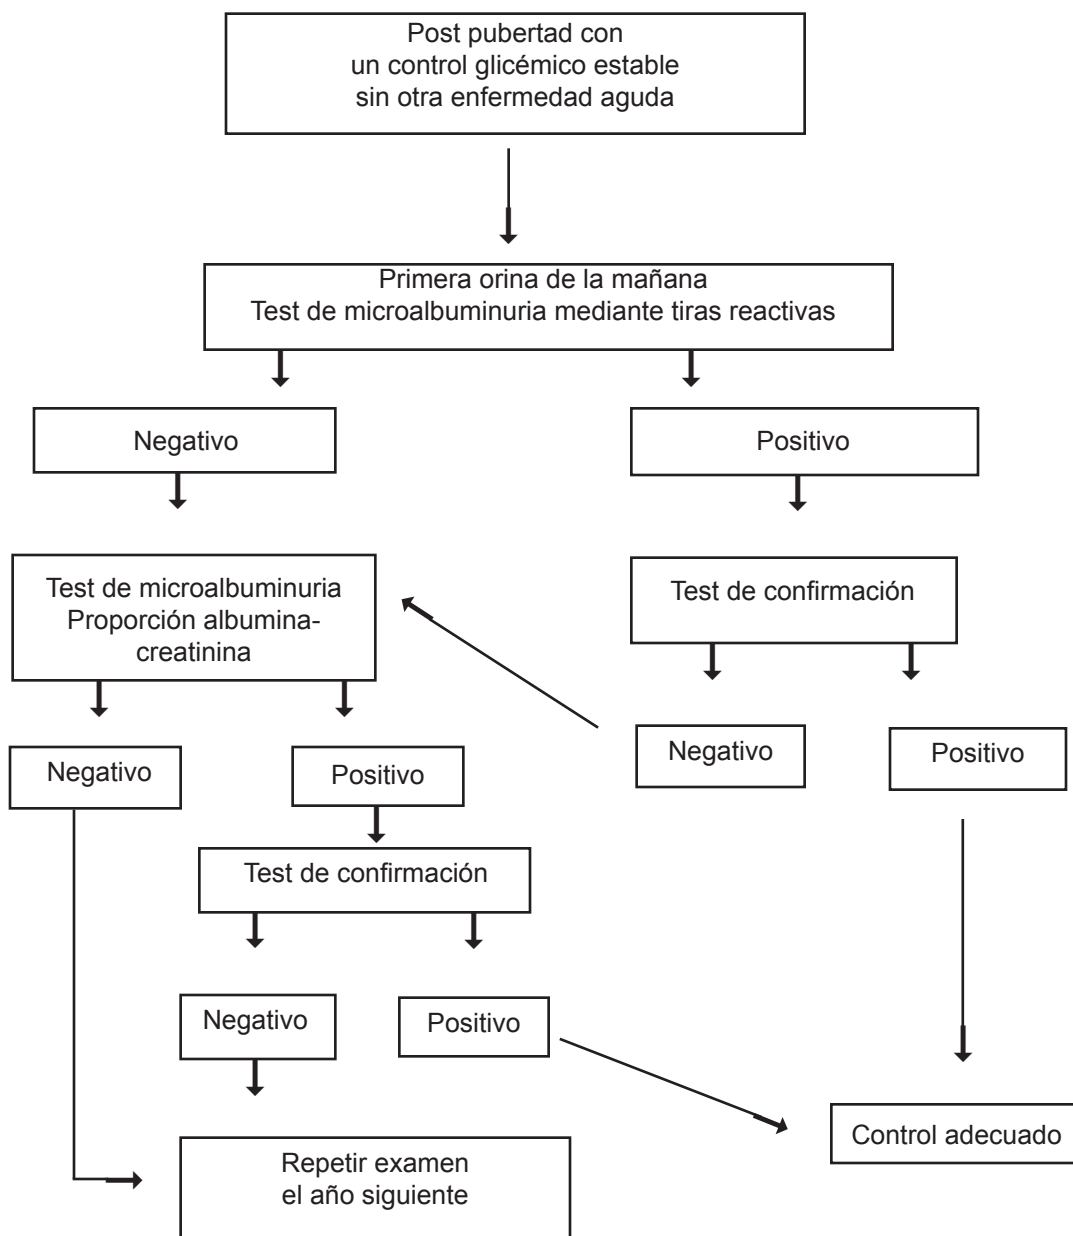 Post pubertad con
un control glicémico estable
sin otra enfermedad aguda
Primera orina de la mañana
Test de microalbuminuria mediante tiras reactivas
Negativo
Positivo
Test de microalbuminuria
Proporción albumina-
creatinina
Test de confirmación
Negativo
Positivo
Negativo
Positivo
Test de confirmación
Negativo
Positivo
Control adecuado
Repetir examen
el año siguiente